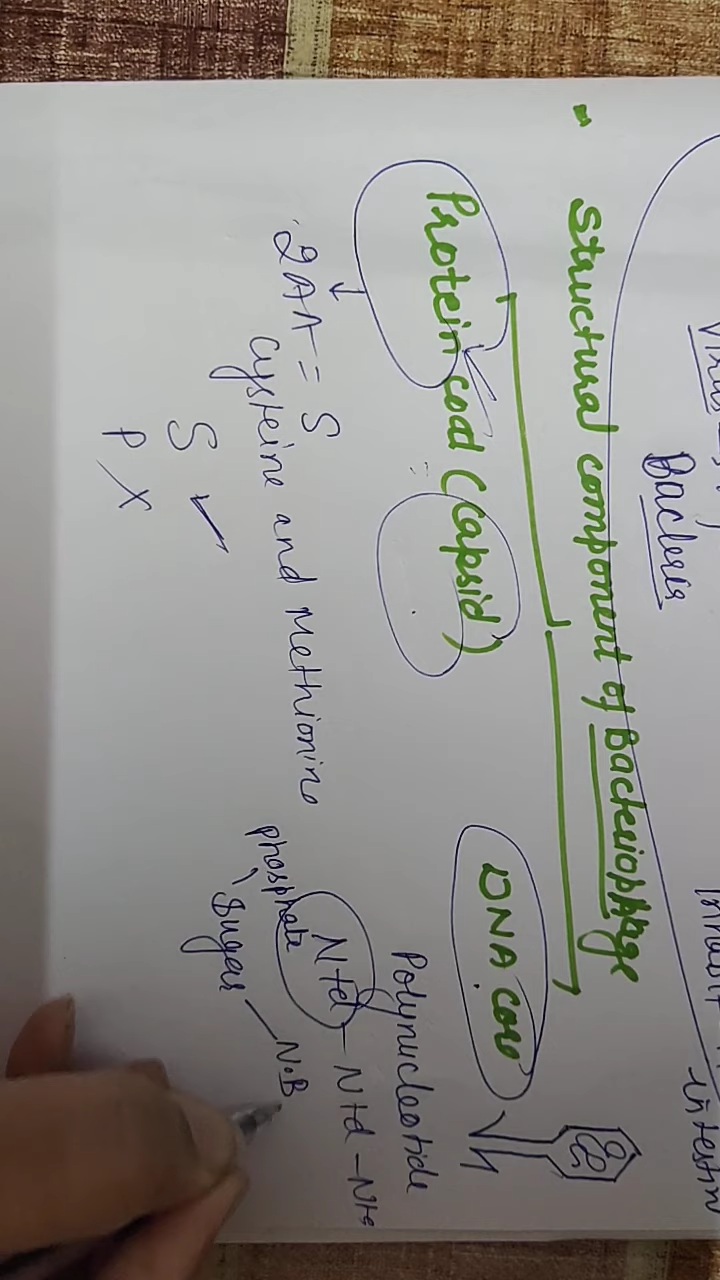 Bacteria
intestin
Structural component of Bacteriophage
Protein coat (Capsid)
DNA core
Polynucleotide
Ntd - Ntd - Ntd
2AA = S
Cysteine and Methionine
phosphate
Sugar - N.B
S ✓
P X